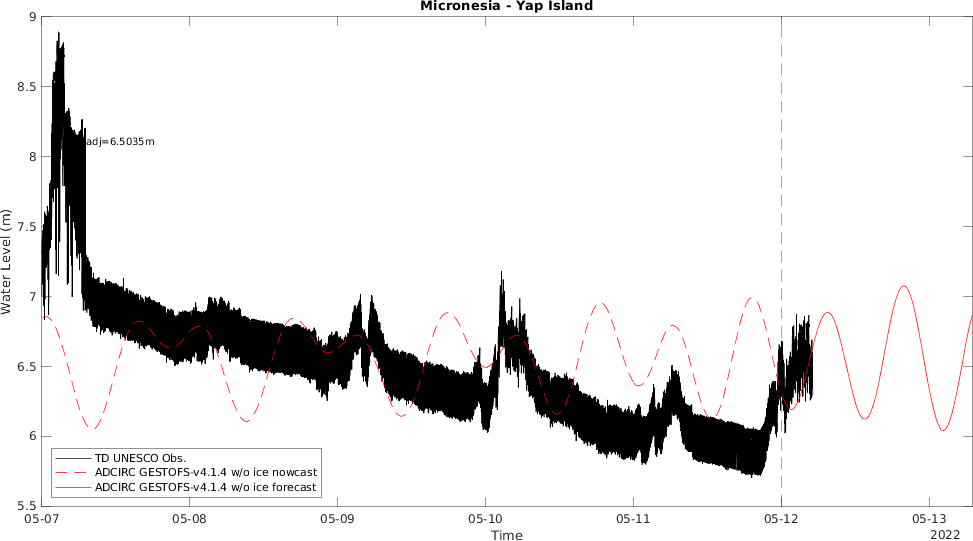 Micronesia - Yap Island
9
8.5
8
7.5
7
6.5
6
5.5
Water Level (m)
adj=6.5035m
TD UNESCO Obs.
ADCIRC GESTOFS-v4.1.4 w/o ice nowcast
ADCIRC GESTOFS-v4.1.4 w/o ice forecast
05-07 05-08 05-09 05-10 05-11 05-12 05-13
Time
2022